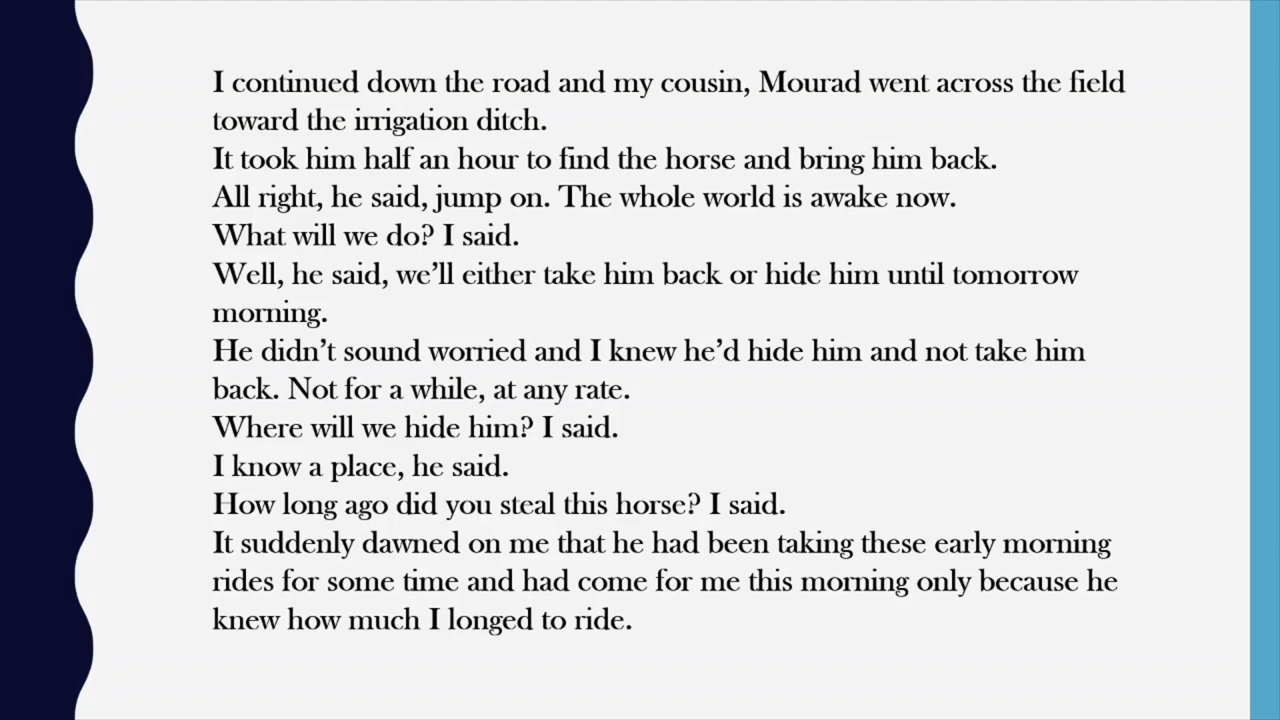 I continued down the road and my cousin, Mourad went across the field
toward the irrigation ditch.
It took him half an hour to find the horse and bring him back.
All right, he said, jump on. The whole world is awake now.
What will we do? I said.
Well, he said, we’ll either take him back or hide him until tomorrow
morning.
He didn’t sound worried and I knew he’d hide him and not take him
back. Not for a while, at any rate.
Where will we hide him? I said.
I know a place, he said.
How long ago did you steal this horse? I said.
It suddenly dawned on me that he had been taking these early morning
rides for some time and had come for me this morning only because he
knew how much I longed to ride.